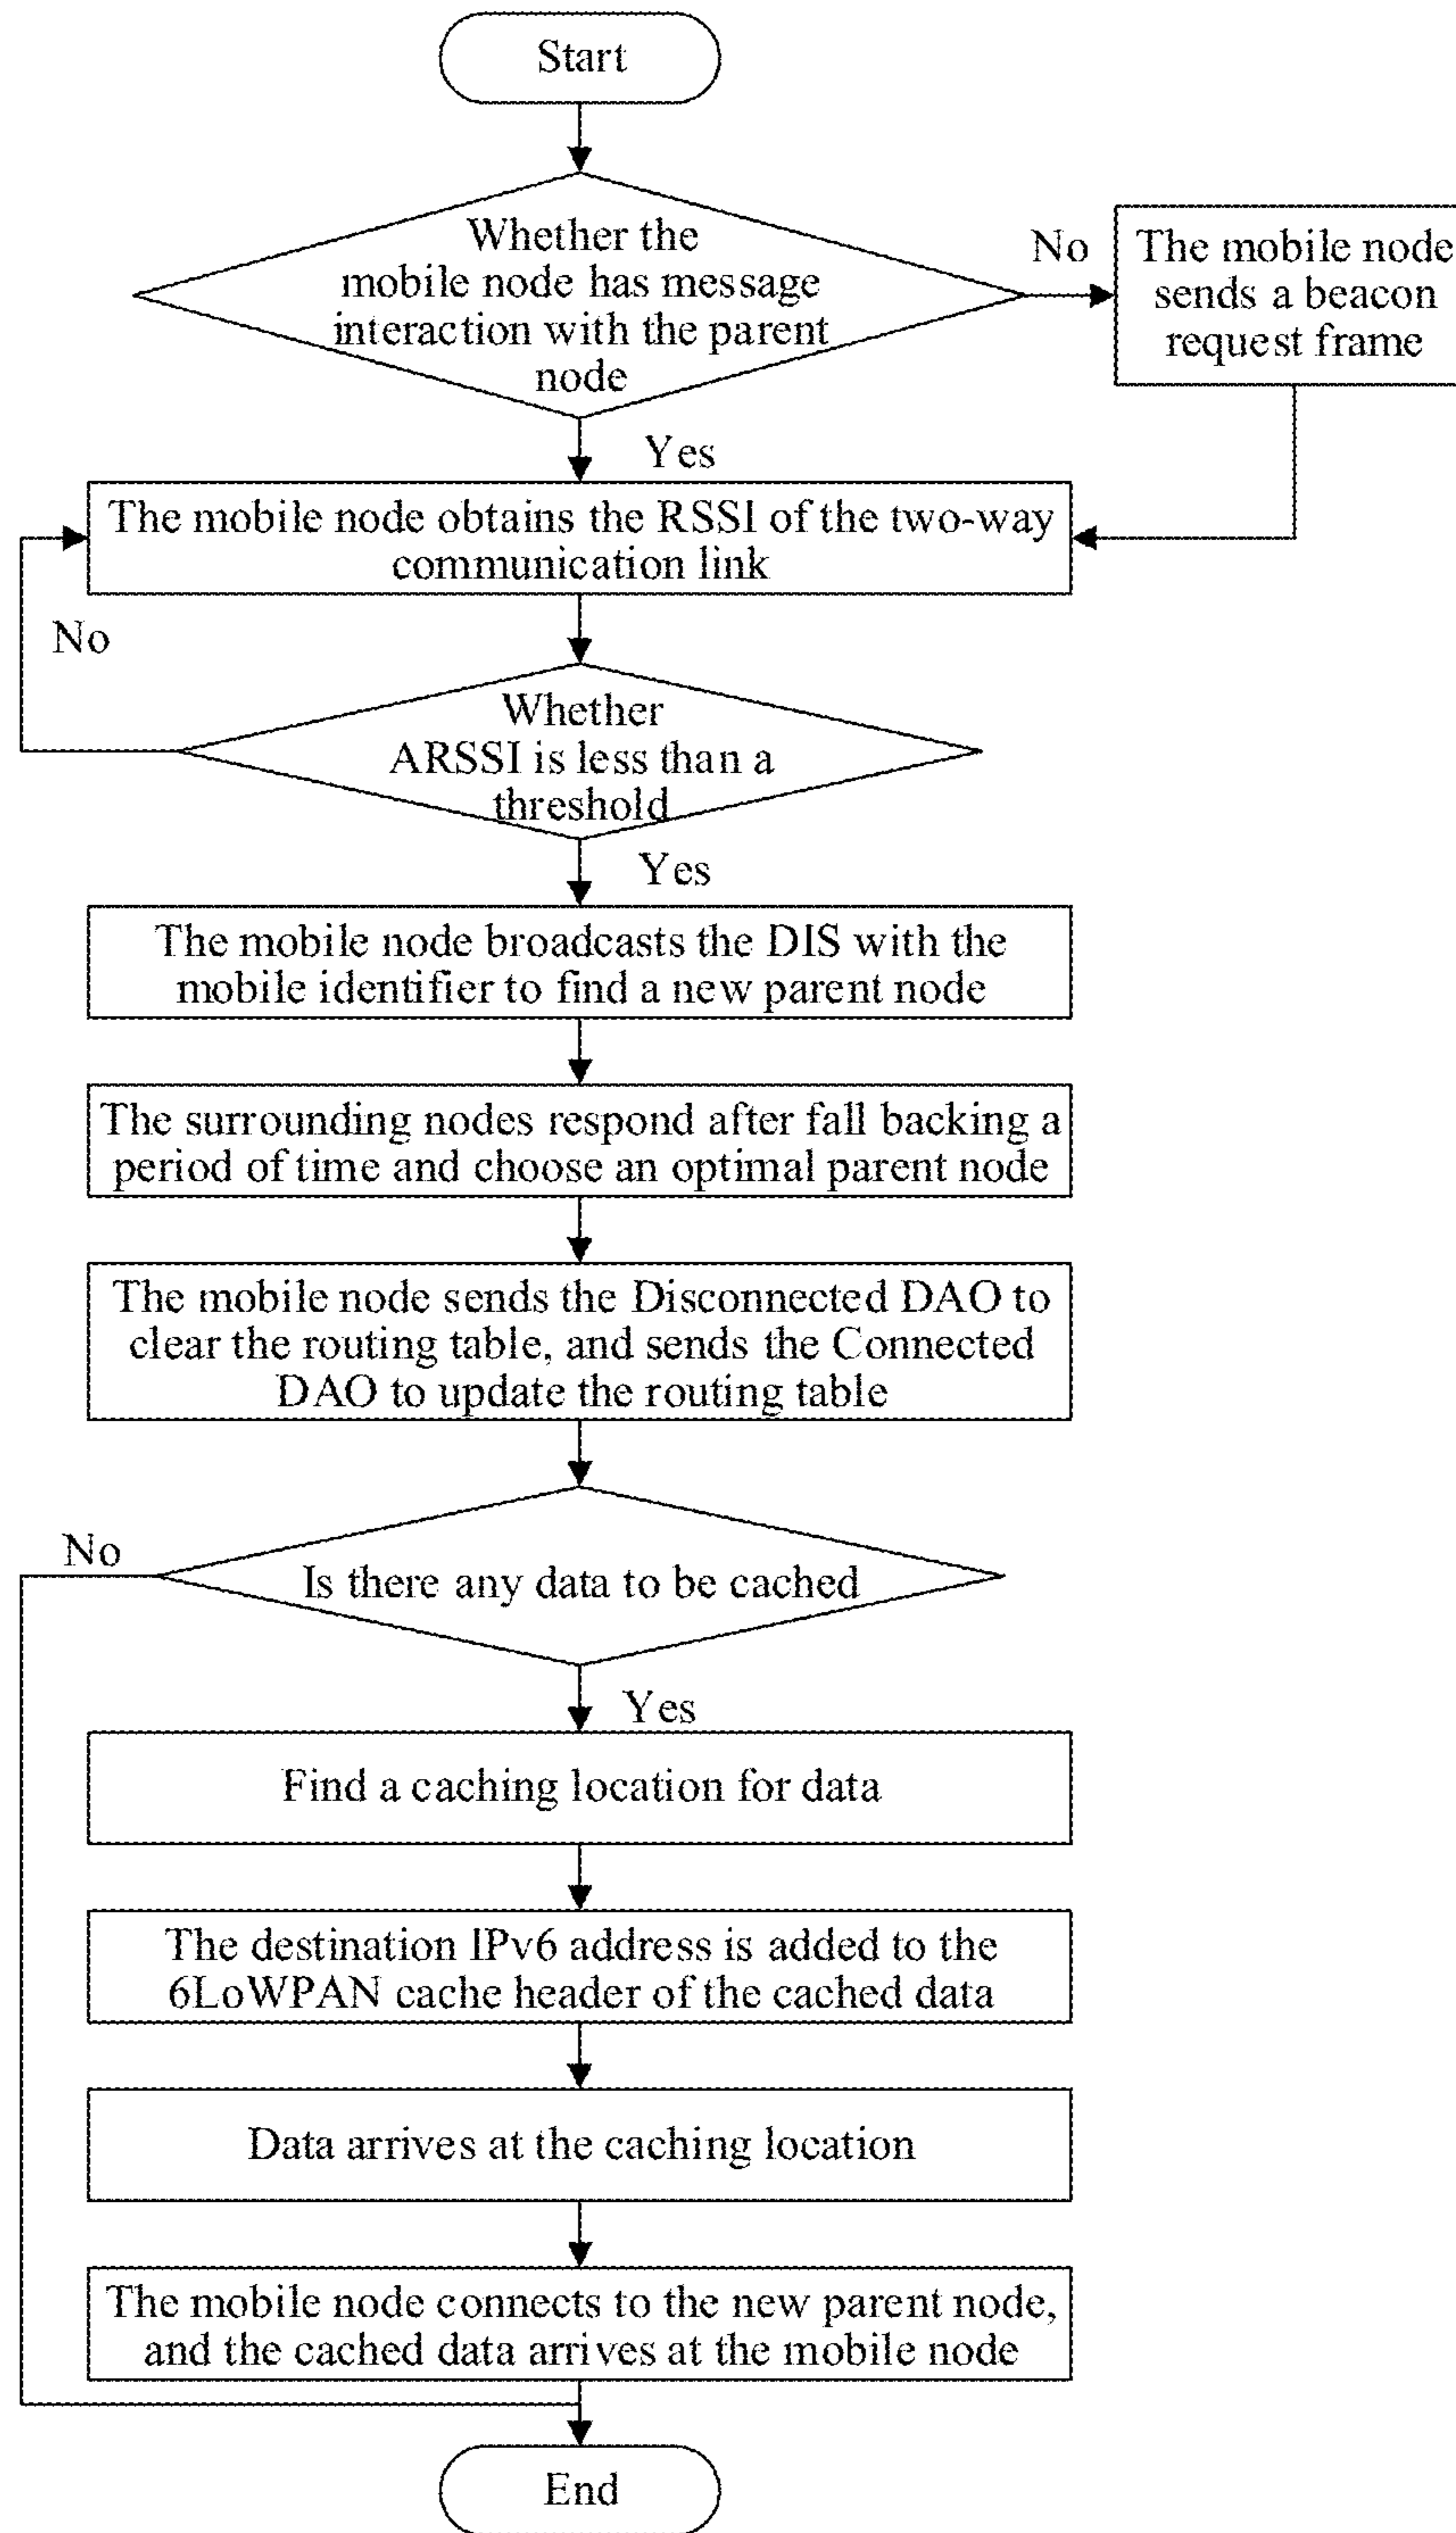 Start
Whether the
mobile node has message
interaction with the parent
node
No
The mobile node
sends a beacon
request frame
Yes
The mobile node obtains the RSSI of the two-way
communication link
No
Whether
ARSSI is less than a
threshold
Yes
The mobile node broadcasts the DIS with the
mobile identifier to find a new parent node
The surrounding nodes respond after fall backing a
period of time and choose an optimal parent node
The mobile node sends the Disconnected DAO to
clear the routing table, and sends the Connected
DAO to update the routing table
No
Is there any data to be cached
Yes
Find a caching location for data
The destination IPv6 address is added to the
6LoWPAN cache header of the cached data
Data arrives at the caching location
The mobile node connects to the new parent node,
and the cached data arrives at the mobile node
End